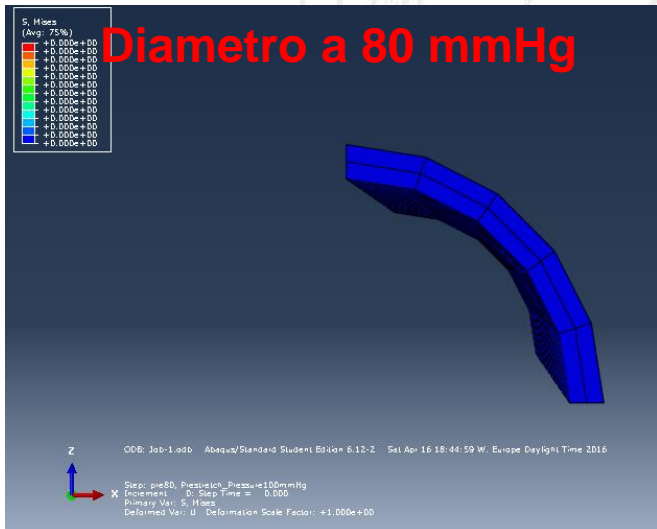 Diametro a 80 mmHg
S, Mises
(Avg: 75%)
+0.000e+00
+0.000e+00
+0.000e+00
+0.000e+00
+0.000e+00
+0.000e+00
+0.000e+00
+0.000e+00
+0.000e+00
+0.000e+00
+0.000e+00
+0.000e+00
+0.000e+00
ODB: Job-1.odb Abaqus/Standard Student Edition 6.12-2 Sat Apr 16 18:44:59 W. Europe Daylight Time 2016
Z
X
Step: pre80, Prestretch_Pressure100mmHg
Increment 0: Step Time = 0.000
Primary Var: S, Mises
Deformed Var: U Deformation Scale Factor: +1.000e+00